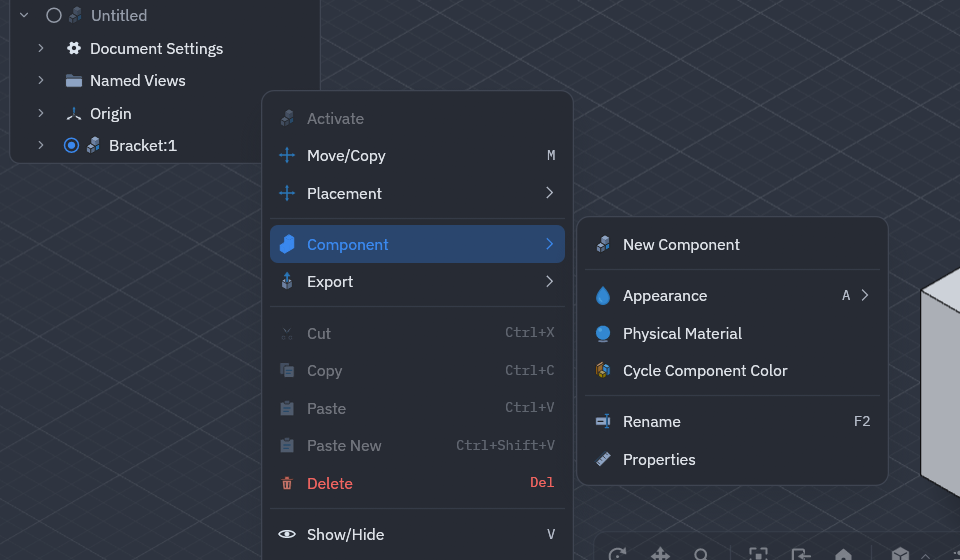 Untitled
Document Settings
Named Views
Origin
Bracket:1
Activate
Move/Copy M
Placement
Component
Export
Cut Ctrl+X
Copy Ctrl+C
Paste Ctrl+V
Paste New Ctrl+Shift+V
Delete Del
Show/Hide V
New Component
Appearance A
Physical Material
Cycle Component Color
Rename F2
Properties